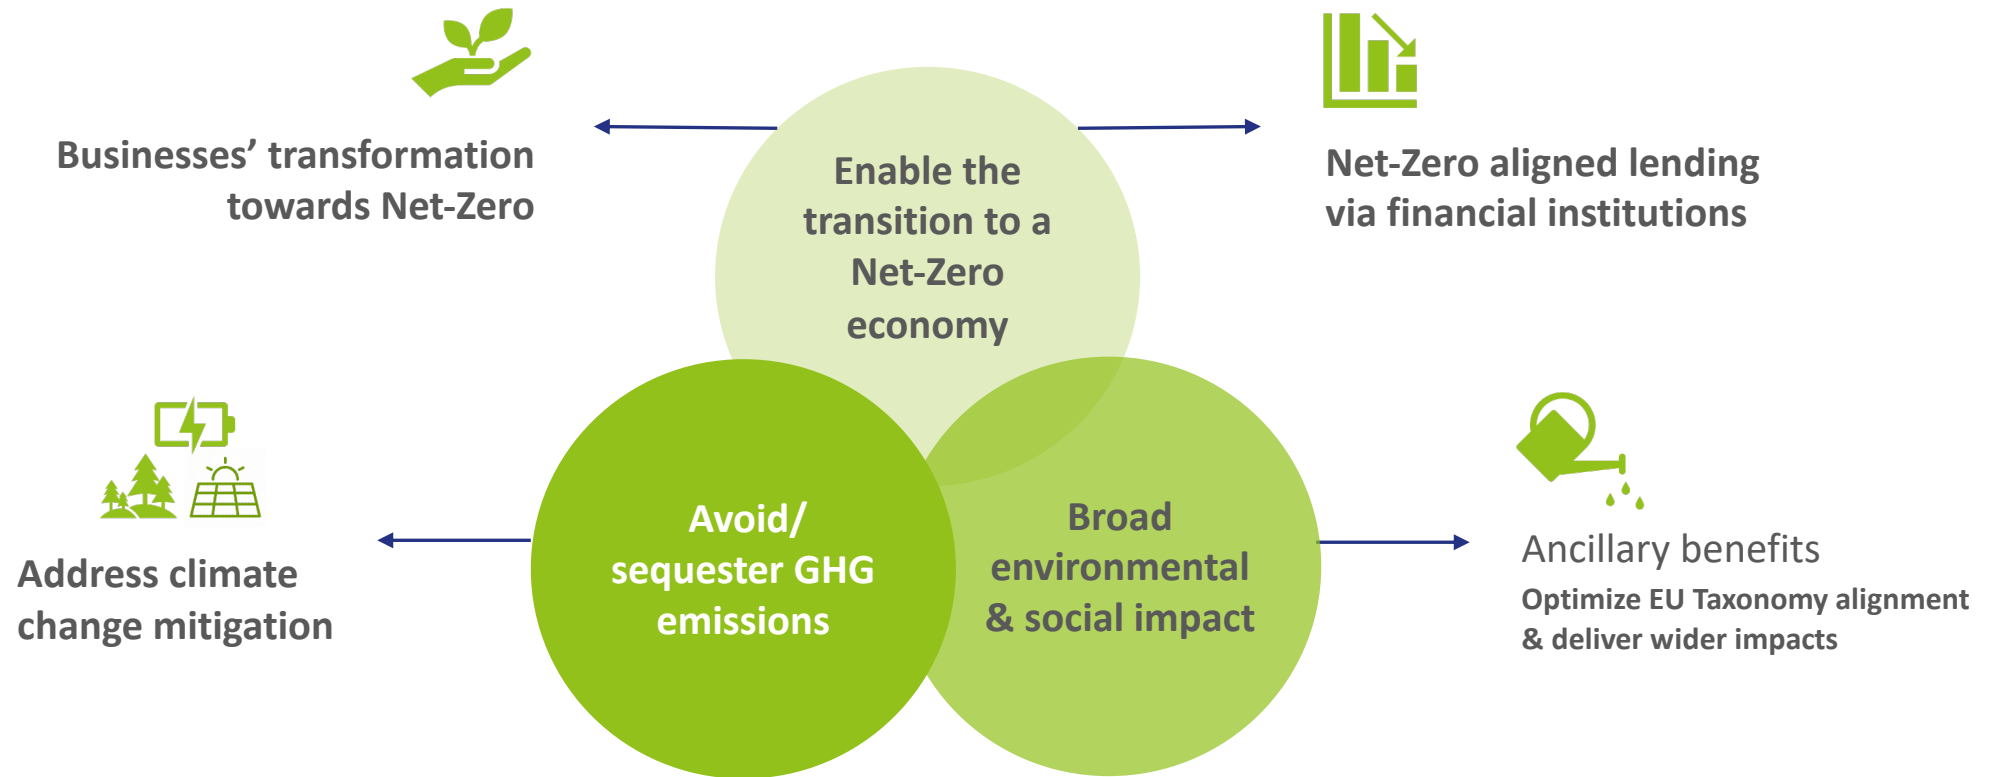 Businesses’ transformation
towards Net-Zero
Enable the
transition to a
Net-Zero
economy
Net-Zero aligned lending
via financial institutions
Address climate
change mitigation
Avoid/
sequester GHG
emissions
Broad
environmental
& social impact
Ancillary benefits
Optimize EU Taxonomy alignment
& deliver wider impacts